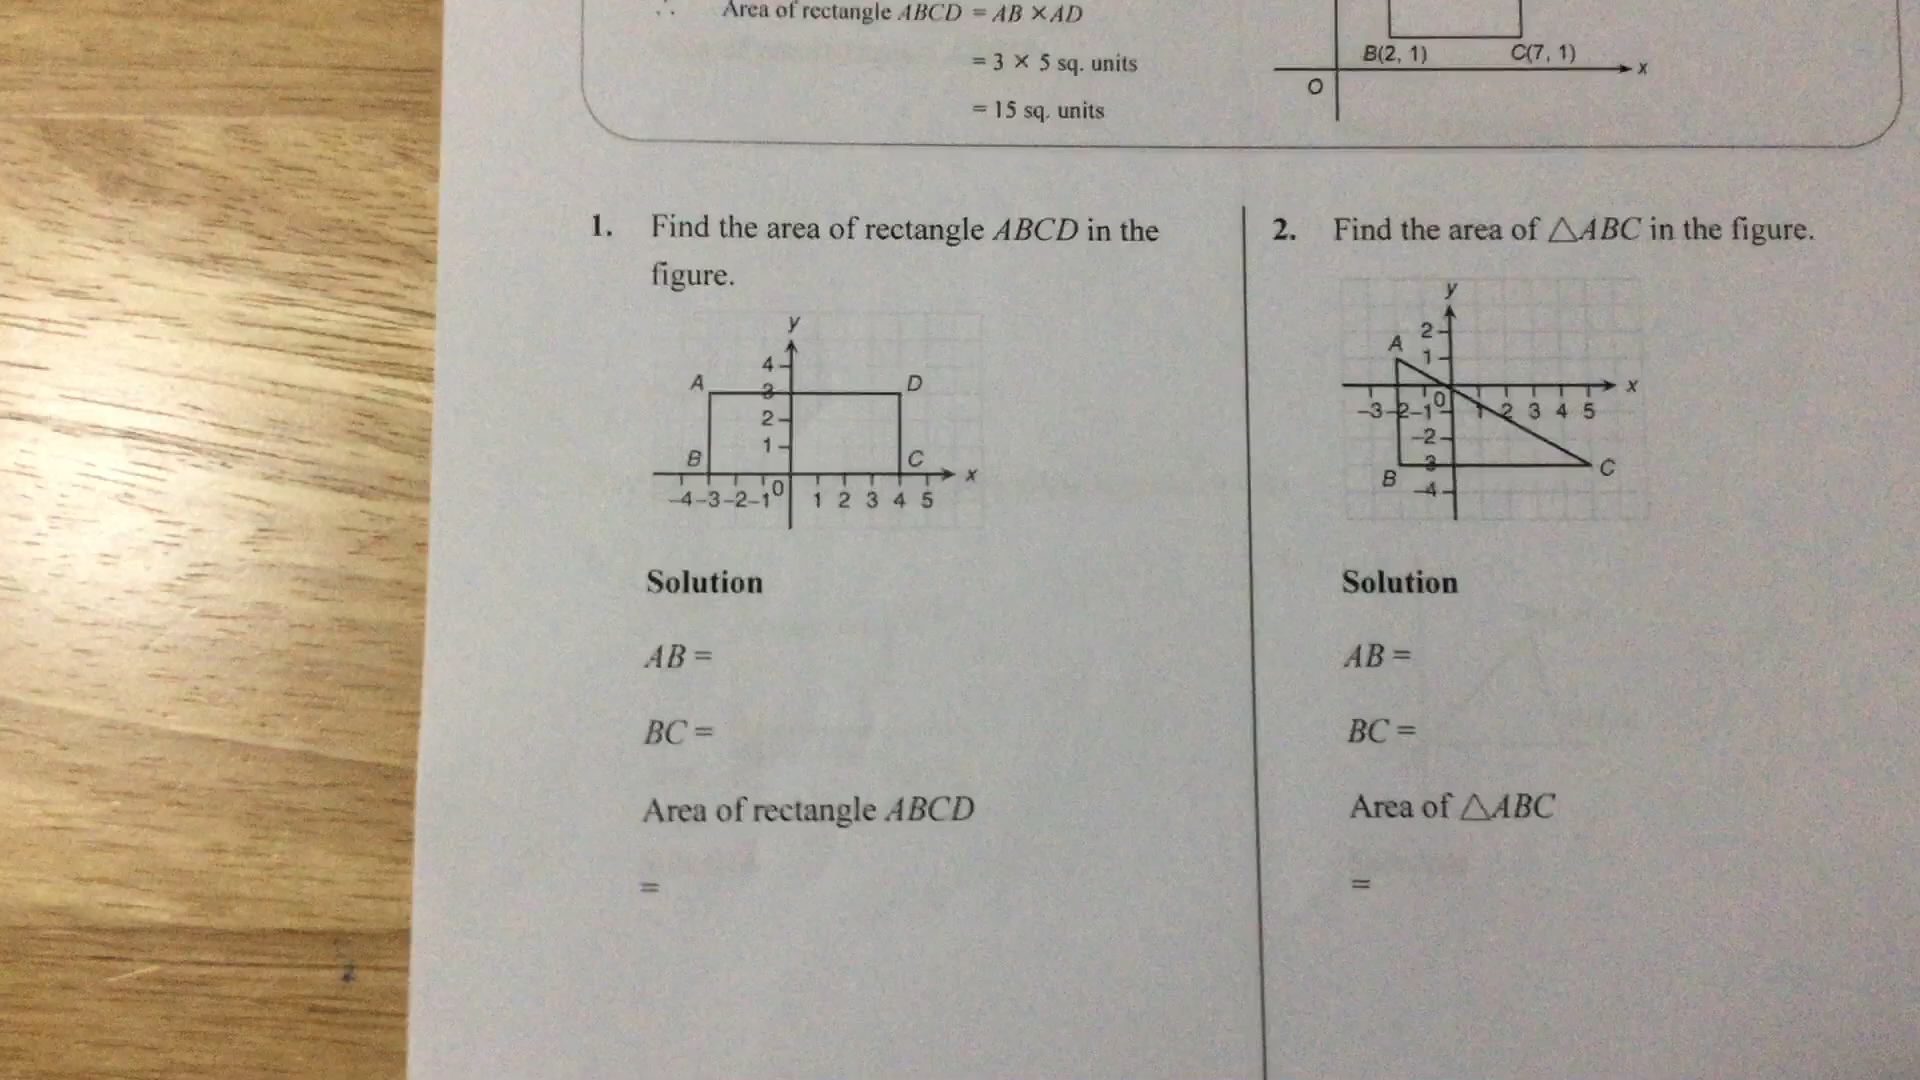 ∴ Area of rectangle ABCD = AB × AD
= 3 × 5 sq. units
= 15 sq. units
B(2, 1) C(7, 1)
x
O
1. Find the area of rectangle ABCD in the
figure.
y
4
A 3 D
2
1
B C
x
–4 –3 –2 –1 0 1 2 3 4 5
Solution
AB =
BC =
Area of rectangle ABCD
=
2. Find the area of △ABC in the figure.
y
2
A 1
x
–3 –2 –1 0 1 2 3 4 5
–2
3 C
B –4
Solution
AB =
BC =
Area of △ABC
=